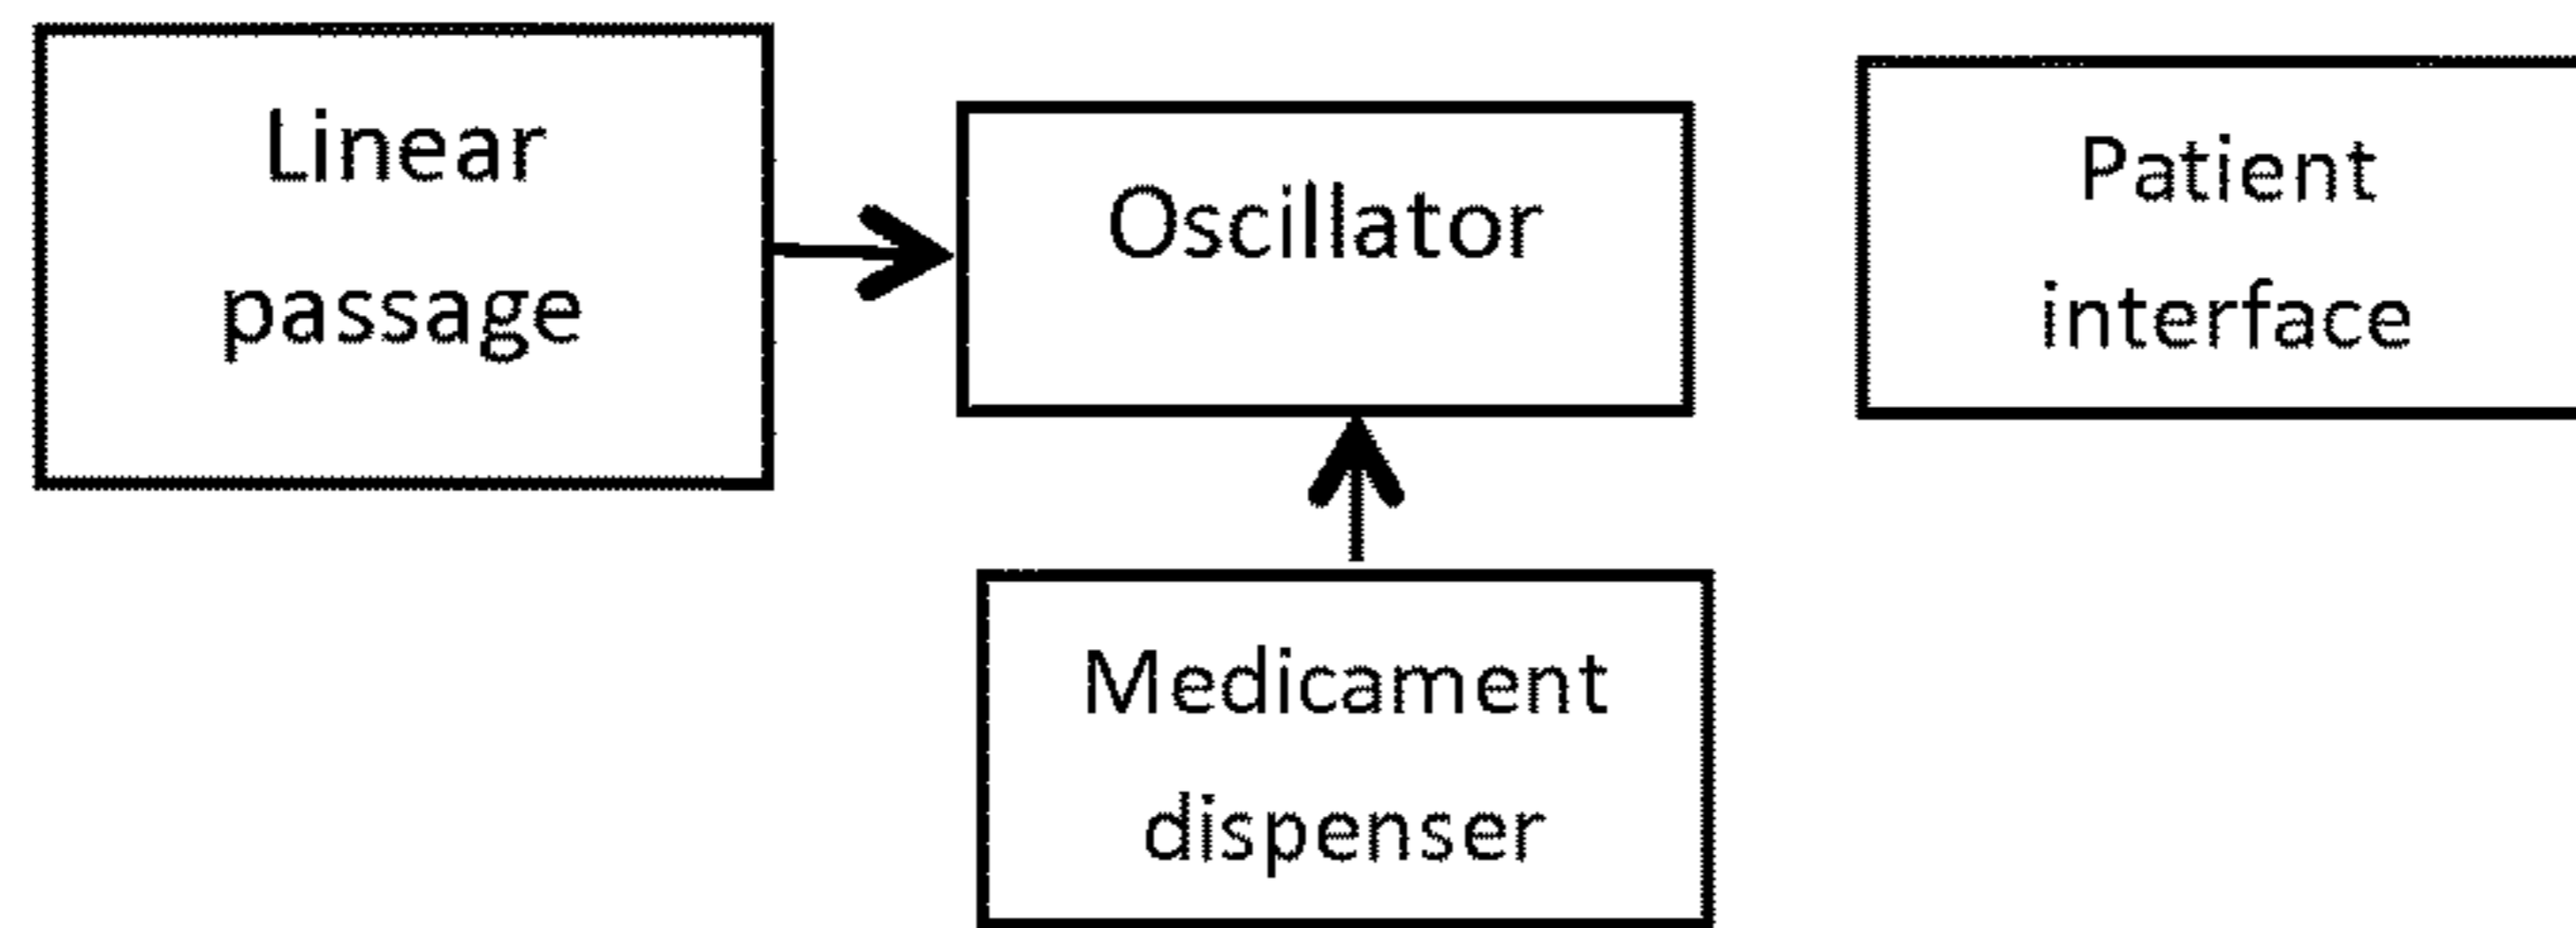 Linear
passage
Oscillator
Patient
interface
Medicament
dispenser